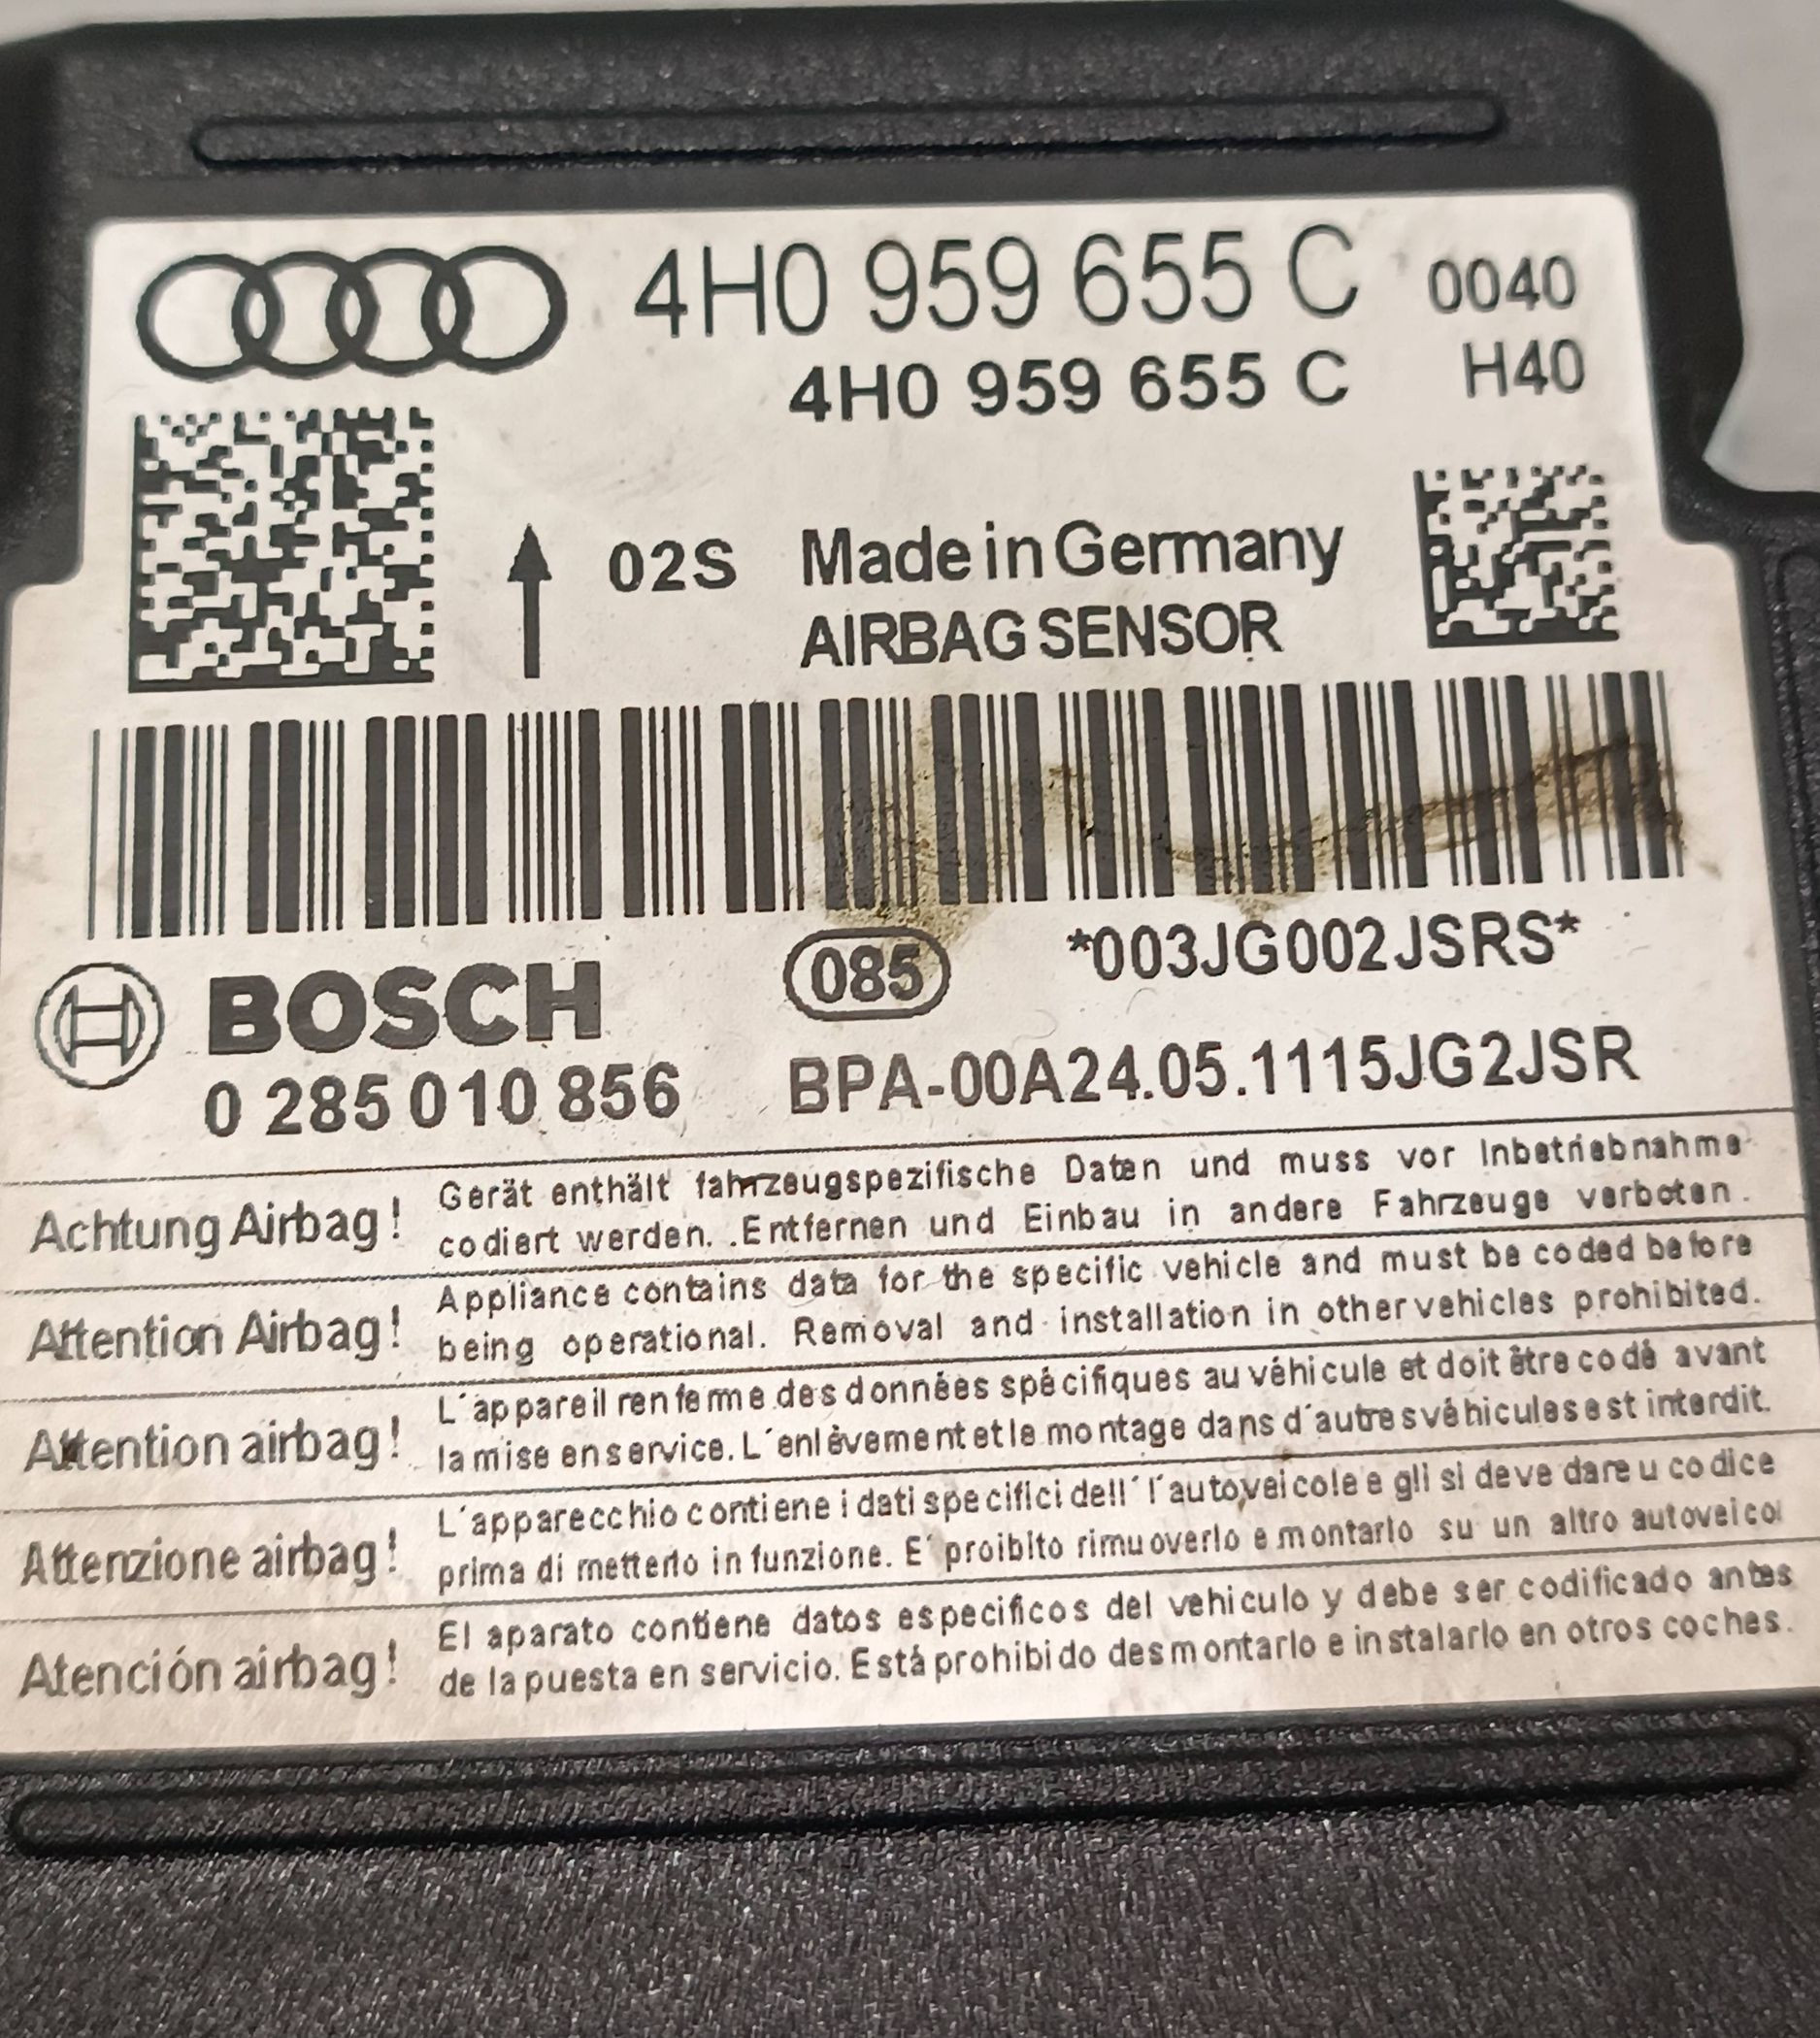 4H0 959 655 C 0040
4H0 959 655 C H40
02S Made in Germany
AIRBAG SENSOR
085 *003JG002JSRS*
BOSCH
0 285 010 856 BPA-00A24.05.1115JG2JSR
Achtung Airbag! Gerät enthält fahrzeugspezifische Daten und muss vor Inbetriebnahme
codiert werden. .Entfernen und Einbau in andere Fahrzeuge verboten.
Attention Airbag! Appliance contains data for the specific vehicle and must be coded before
being operational. Removal and installation in other vehicles prohibited.
Attention airbag! L´appareil renferme des données spécifiques au véhicule et doit être codé avant
la mise en service. L´enlèvement et le montage dans d´autres véhicules est interdit.
Attenzione airbag! L´apparecchio contiene i dati specifici dell´l´autoveicole e gli si deve dare u codice
prima di metterlo in funzione. E´ proibito rimuoverlo e montarlo su un altro autoveicol
Atención airbag! El aparato contiene datos especificos del vehiculo y debe ser codificado antes
de la puesta en servicio. Está prohibido desmontarlo e instalarlo en otros coches.